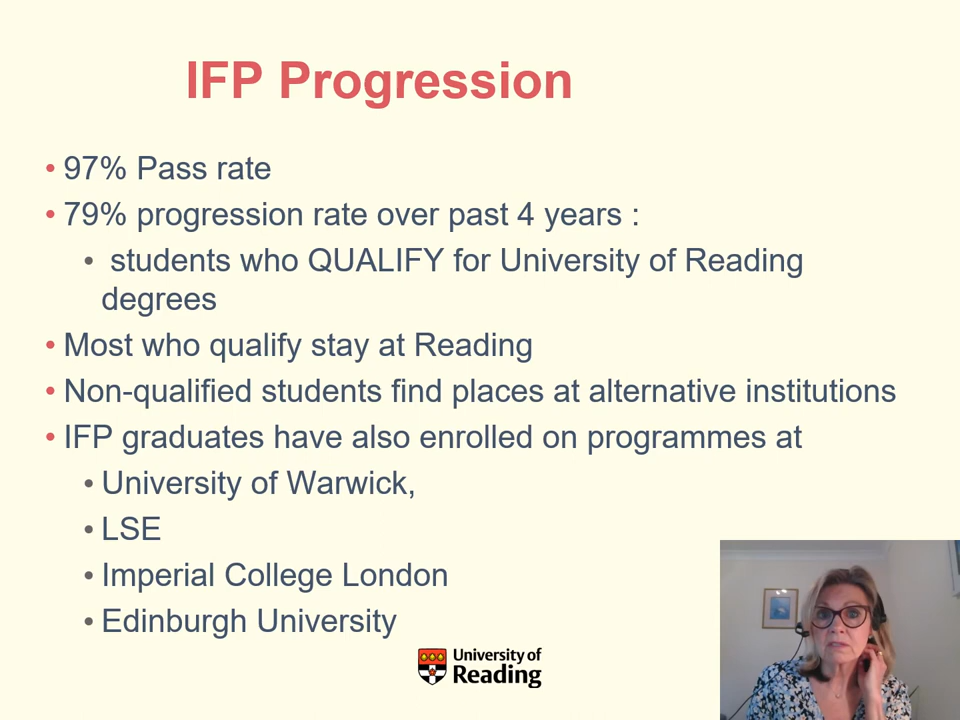 IFP Progression
• 97% Pass rate
• 79% progression rate over past 4 years :
• students who QUALIFY for University of Reading
degrees
• Most who qualify stay at Reading
• Non-qualified students find places at alternative institutions
• IFP graduates have also enrolled on programmes at
• University of Warwick,
• LSE
• Imperial College London
• Edinburgh University
University of
Reading